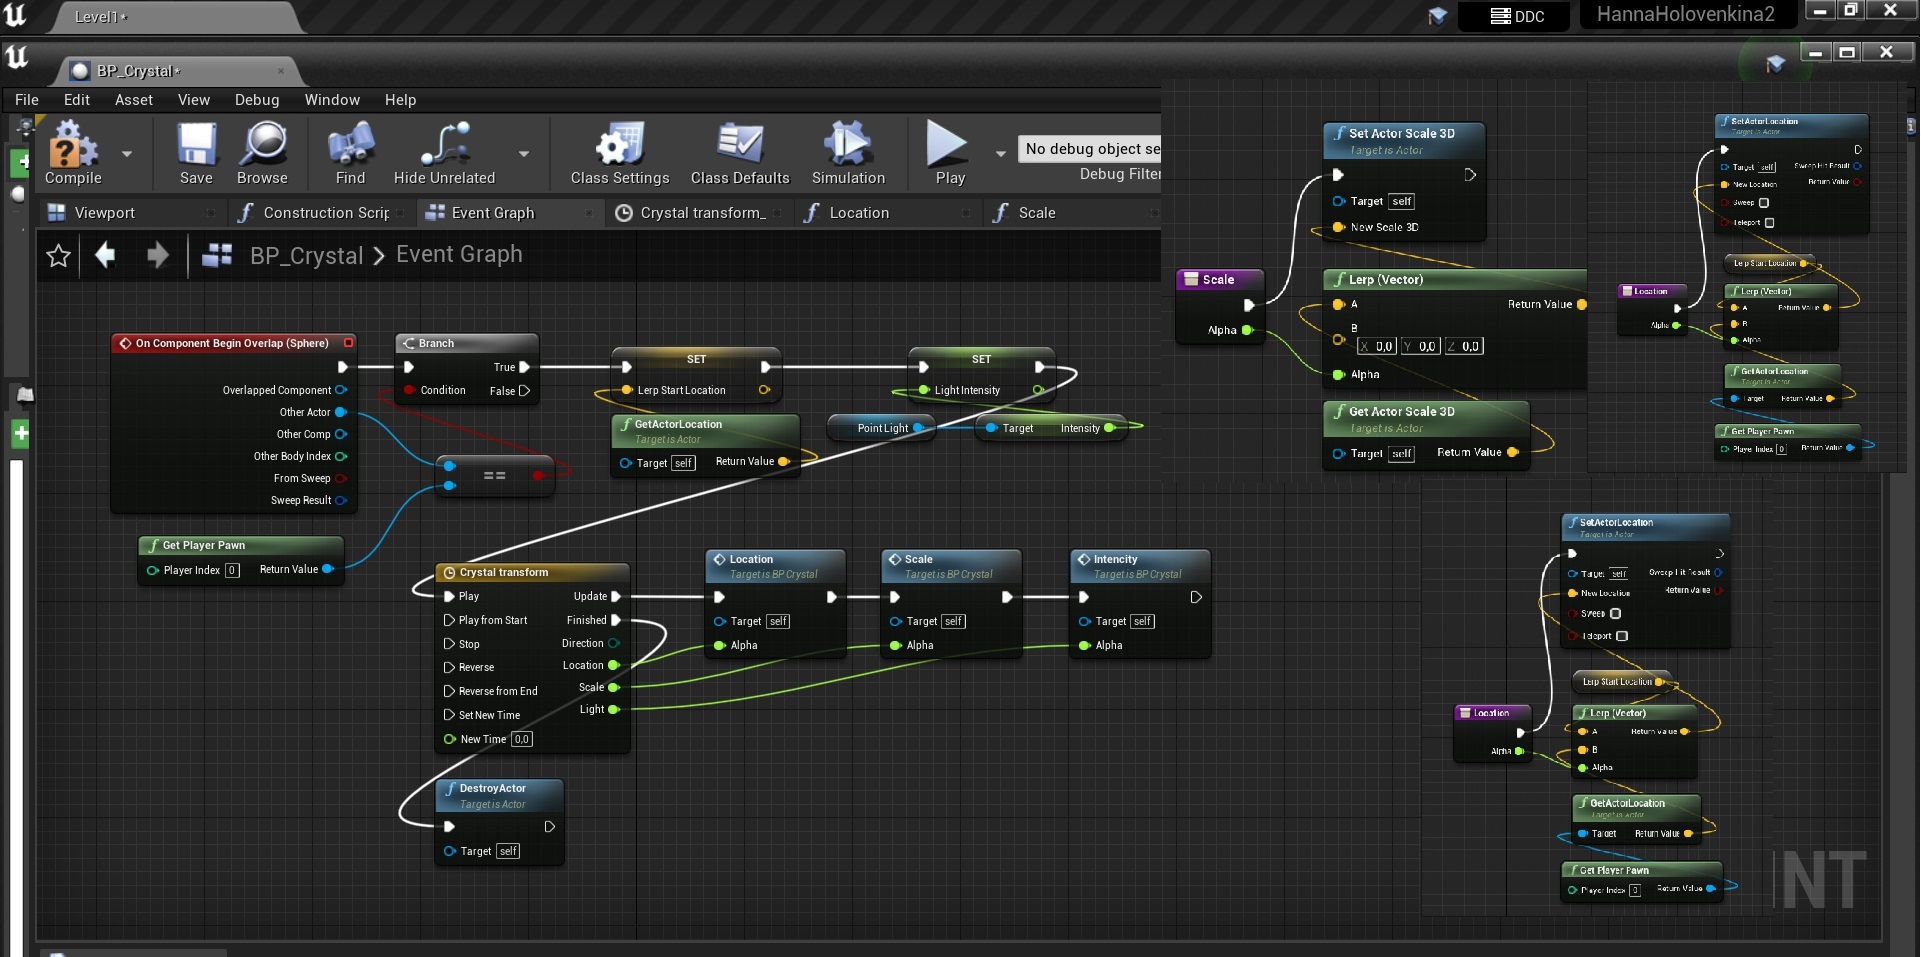 Level1*
DDC
HannaHolovenkina2
BP_Crystal*
File Edit Asset View Debug Window Help
Compile
Save
Browse
Find
Hide Unrelated
Class Settings
Class Defaults
Simulation
Play
No debug object se
Debug Filter
Viewport
Construction Scrip
Event Graph
Crystal transform_
Location
Scale
BP_Crystal > Event Graph
On Component Begin Overlap (Sphere)
Overlapped Component
Other Actor
Other Comp
Other Body Index
From Sweep
Sweep Result
Branch
True
Condition
False
==
Get Player Pawn
Player Index 0
Return Value
SET
Lerp Start Location
GetActorLocation
Target is Actor
Target self
Return Value
SET
Light Intensity
Point Light
Target
Intensity
Crystal transform
Play
Update
Play from Start
Finished
Stop
Direction
Reverse
Location
Reverse from End
Scale
Set New Time
Light
New Time 0,0
Location
Target is BP Crystal
Target self
Alpha
Scale
Target is BP Crystal
Target self
Alpha
Intencity
Target is BP Crystal
Target self
Alpha
DestroyActor
Target is Actor
Target self
Scale
Alpha
Set Actor Scale 3D
Target is Actor
Target self
New Scale 3D
Lerp (Vector)
A
Return Value
B
X 0,0 Y 0,0 Z 0,0
Alpha
Get Actor Scale 3D
Target is Actor
Target self
Return Value
SetActorLocation
Target is Actor
Target self
Sweep Hit Result
New Location
Return Value
Sweep
Teleport
Lerp Start Location
Location
Alpha
Lerp (Vector)
A
Return Value
B
Alpha
GetActorLocation
Target is Actor
Target
Return Value
Get Player Pawn
Player Index 0
Return Value
SetActorLocation
Target is Actor
Target self
Sweep Hit Result
New Location
Return Value
Sweep
Teleport
Lerp Start Location
Location
Alpha
Lerp (Vector)
A
Return Value
B
Alpha
GetActorLocation
Target is Actor
Target
Return Value
Get Player Pawn
Player Index 0
Return Value
NT